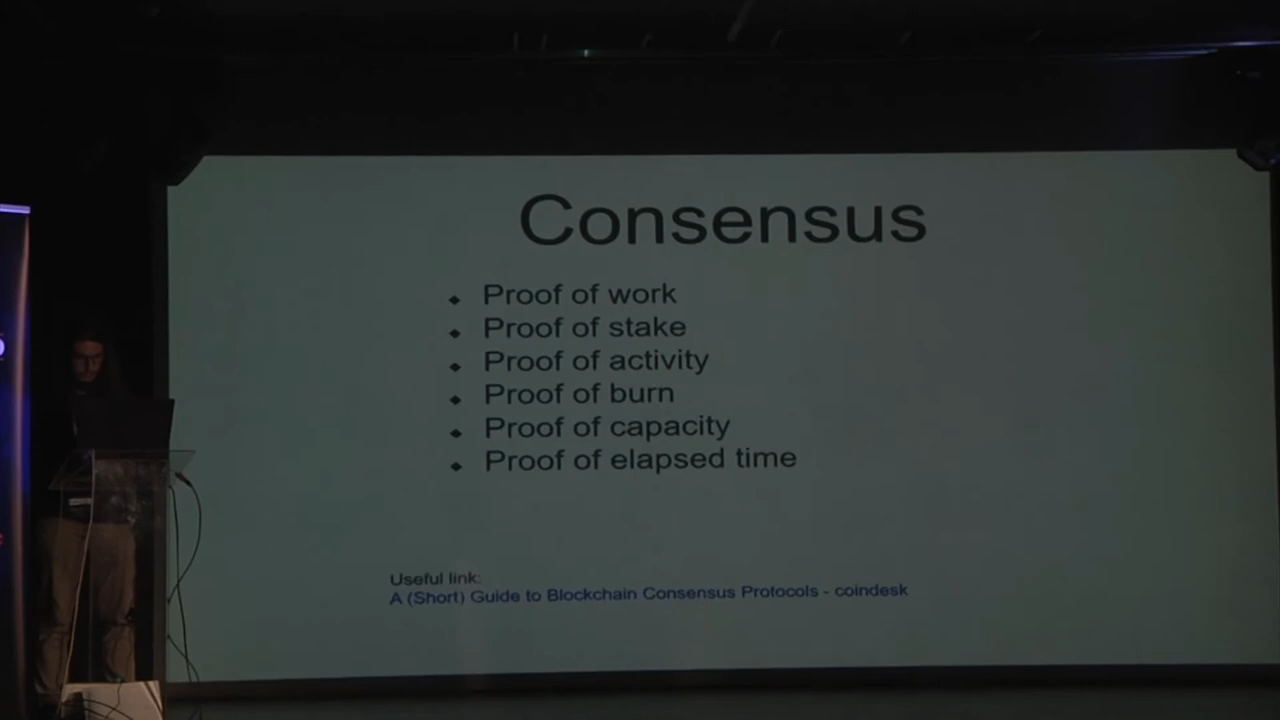 Consensus
Proof of work
Proof of stake
Proof of activity
Proof of burn
Proof of capacity
Proof of elapsed time
Useful link:
A (Short) Guide to Blockchain Consensus Protocols - coindesk